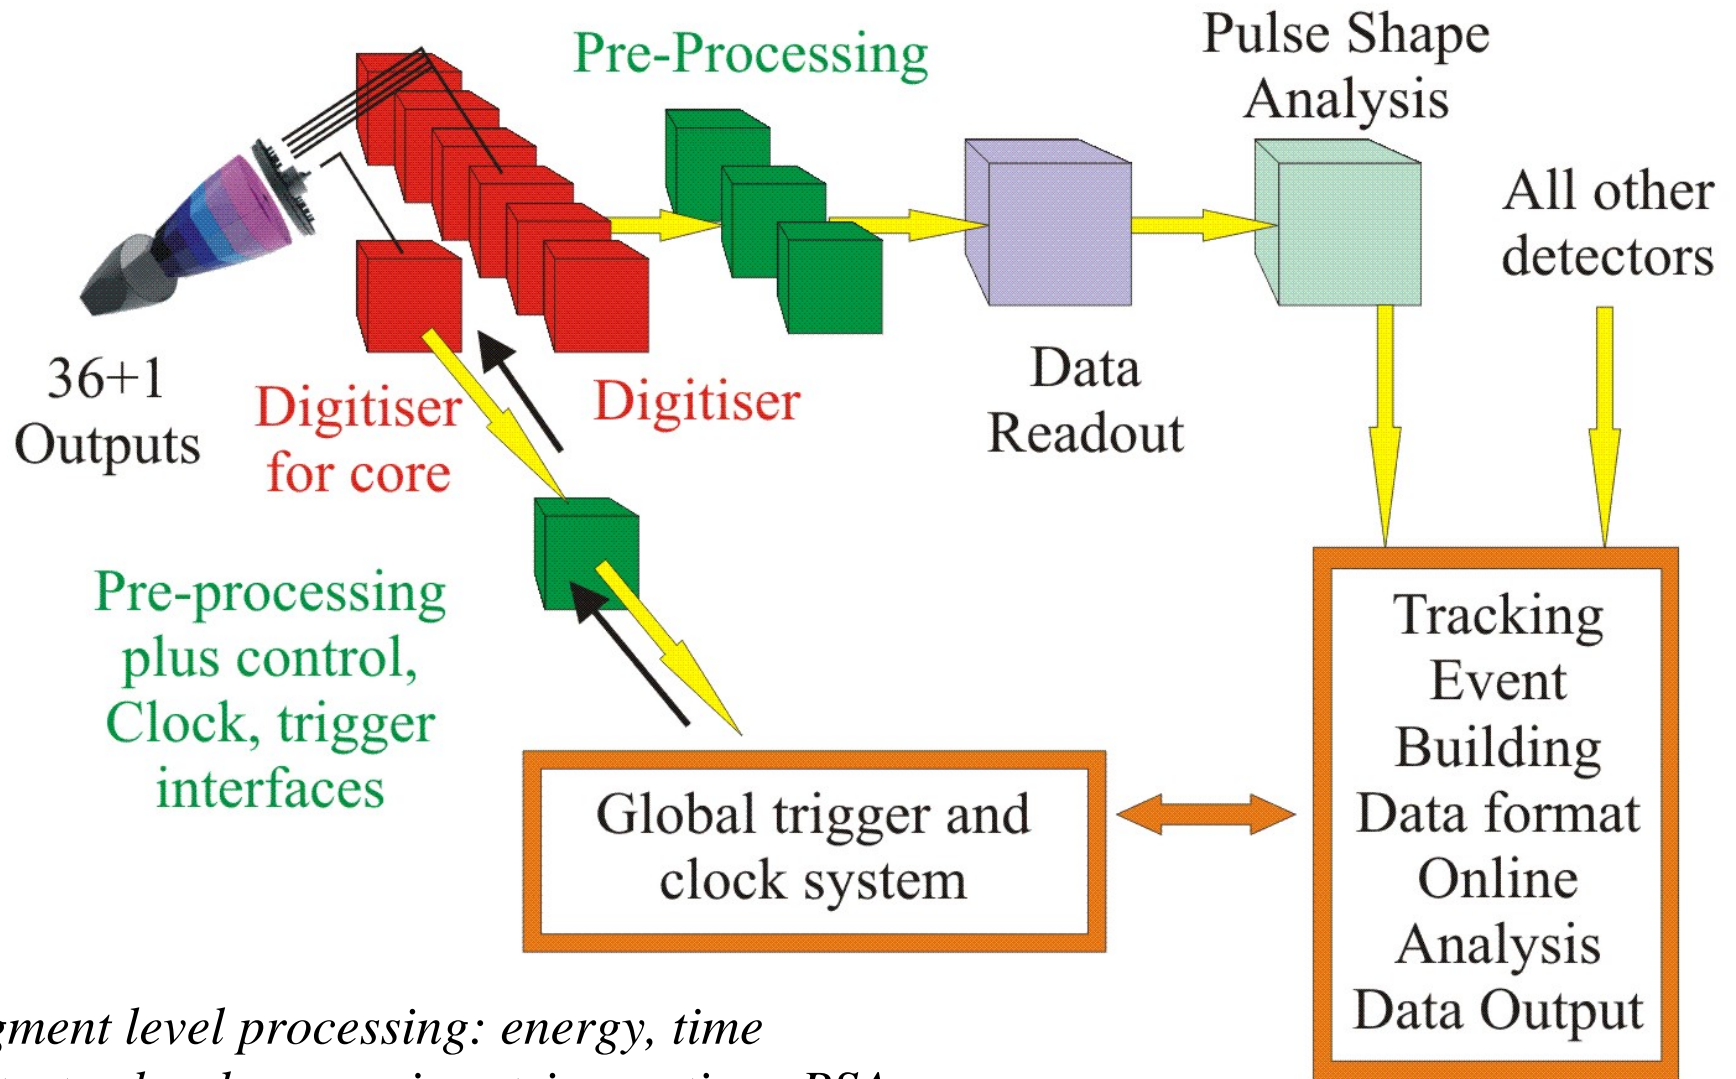 Pre-Processing
Pulse Shape
Analysis
All other
detectors
36+1
Outputs
Digitiser
for core
Digitiser
Data
Readout
Pre-processing
plus control,
Clock, trigger
interfaces
Global trigger and
clock system
Tracking
Event
Building
Data format
Online
Analysis
Data Output
level processing: energy, time